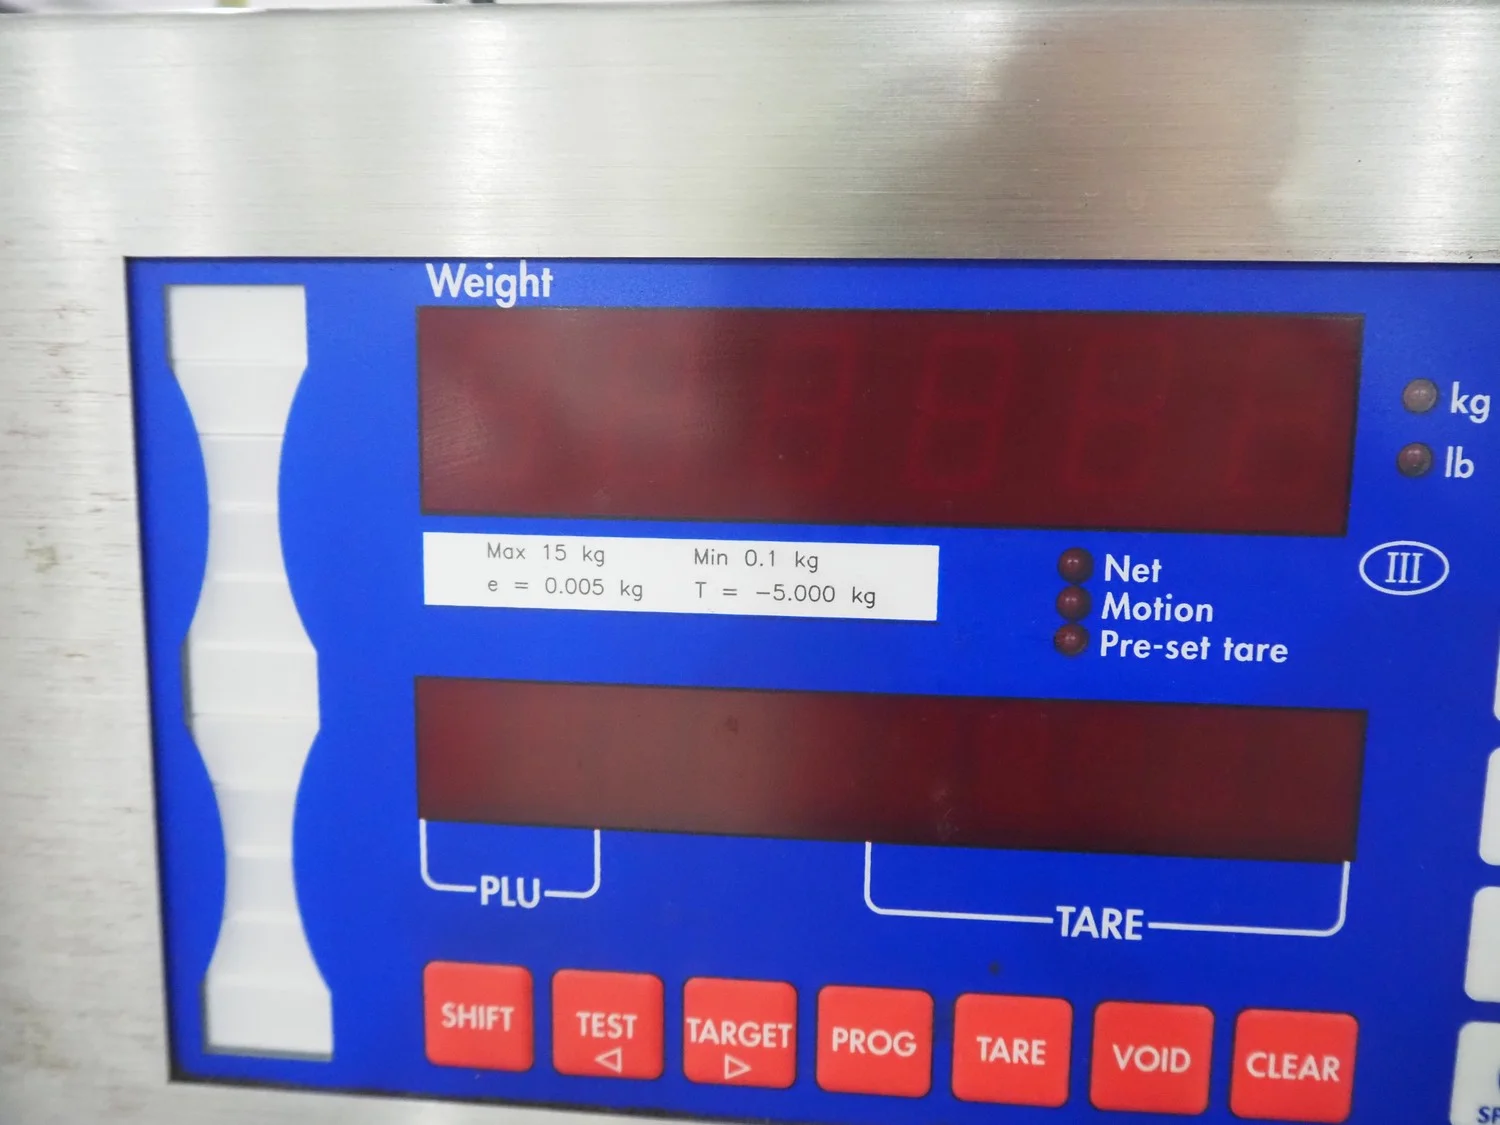 Weight
kg
lb
Max 15 kg Min 0.1 kg
e = 0.005 kg T = -5.000 kg
Net
Motion
Pre-set tare
III
PLU
TARE
SHIFT
TEST
TARGET
PROG
TARE
VOID
CLEAR